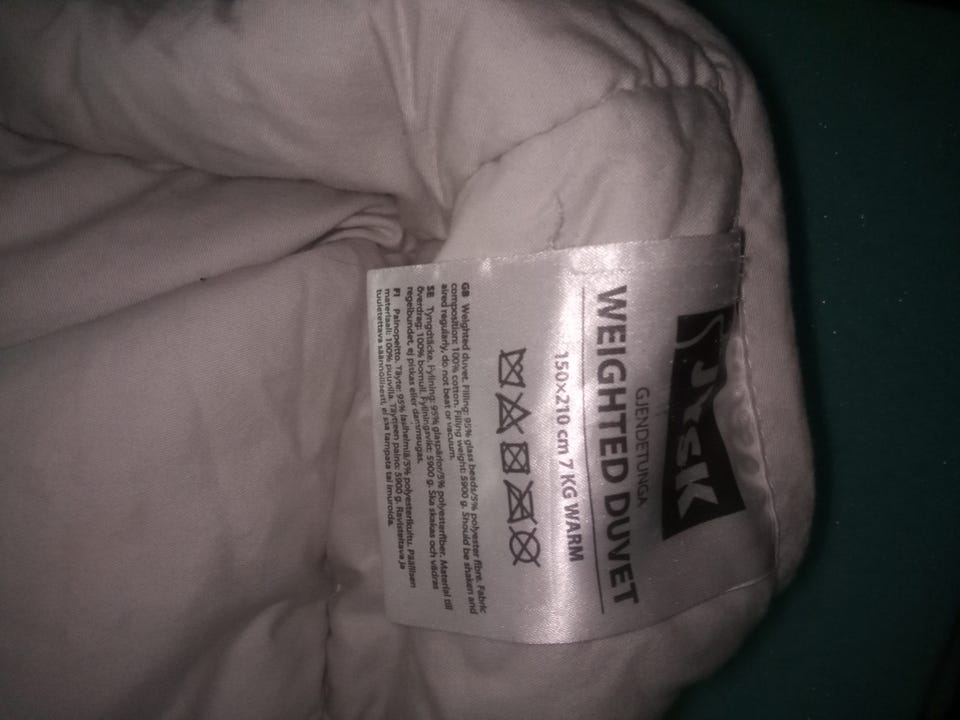 JYSK
GJENDETUNGA
WEIGHTED DUVET
150x210 cm 7 KG WARM
GB Weighted duvet. Filling: 95% glass beads/5% polyester fibre. Fabric
composition: 100% cotton. Filling weight: 5900 g. Should be shaken and
aired regularly, do not beat or vacuum.
SE Tyngdtäcke. Fyllning: 95% glaspärlor/5% polyesterfiber. Material till
överdrag: 100% bomull. Fyllningsvikt: 5900 g. Ska skakas och vädras
regelbundet, ej piskas eller dammsugas.
FI Painopeitto. Täyte: 95% lasihelmiä/5% polyesterikuitu. Päällisen
materiaali: 100% puuvilla. Täytteen paino: 5900 g. Ravisteltava ja
tuuletettava säännöllisesti, ei saa tampata tai imuroida.